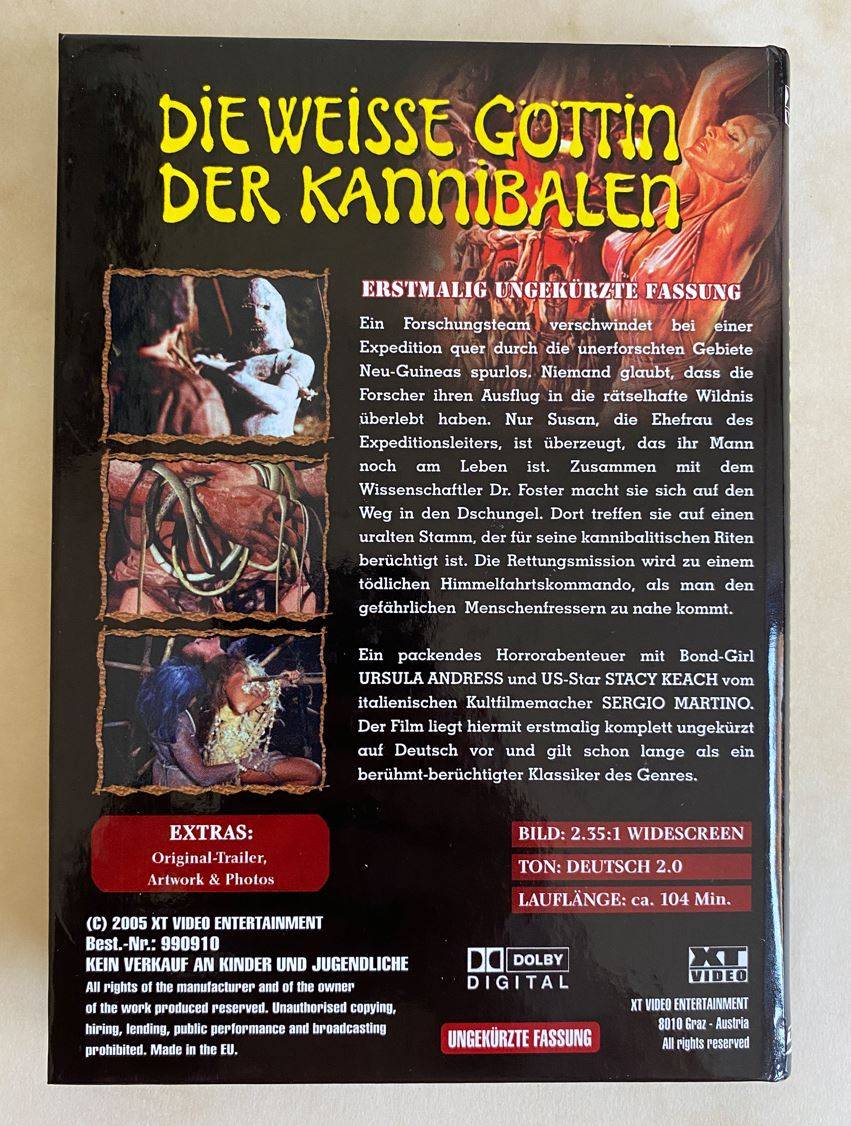 DIE WEISSE GÖTTIN
DER KANNIBALEN
ERSTMALIG UNGEKÜRZTE FASSUNG
Ein Forschungsteam verschwindet bei einer
Expedition quer durch die unerforschten Gebiete
Neu-Guineas spurlos. Niemand glaubt, dass die
Forscher ihren Ausflug in die rätselhafte Wildnis
überlebt haben. Nur Susan, die Ehefrau des
Expeditionsleiters, ist überzeugt, das ihr Mann
noch am Leben ist. Zusammen mit dem
Wissenschaftler Dr. Foster macht sie sich auf den
Weg in den Dschungel. Dort treffen sie auf einen
uralten Stamm, der für seine kannibalitischen Riten
berüchtigt ist. Die Rettungsmission wird zu einem
tödlichen Himmelfahrtskommando, als man den
gefährlichen Menschenfressern zu nahe kommt.
Ein packendes Horrorabenteuer mit Bond-Girl
URSULA ANDRESS und US-Star STACY KEACH vom
italienischen Kultfilmemacher SERGIO MARTINO.
Der Film liegt hiermit erstmalig komplett ungekürzt
auf Deutsch vor und gilt schon lange als ein
berühmt-berüchtigter Klassiker des Genres.
EXTRAS:
Original-Trailer,
Artwork & Photos
BILD: 2.35:1 WIDESCREEN
TON: DEUTSCH 2.0
LAUFLÄNGE: ca. 104 Min.
(C) 2005 XT VIDEO ENTERTAINMENT
Best.-Nr.: 990910
KEIN VERKAUF AN KINDER UND JUGENDLICHE
All rights of the manufacturer and of the owner
of the work produced reserved. Unauthorised copying,
hiring, lending, public performance and broadcasting
prohibited. Made in the EU.
DOLBY
DIGITAL
UNGEKÜRZTE FASSUNG
XT
VIDEO
XT VIDEO ENTERTAINMENT
8010 Graz - Austria
All rights reserved